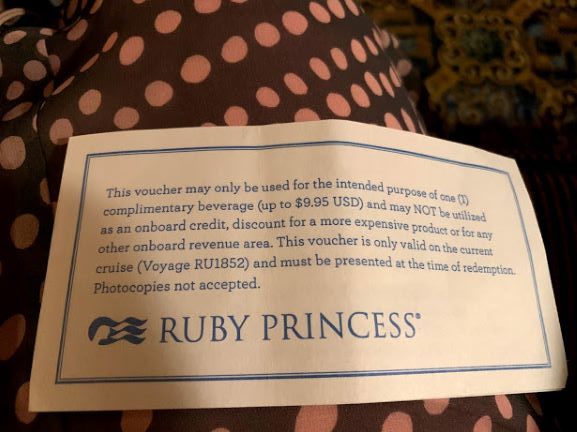 This voucher may only be used for the intended purpose of one (1)
complimentary beverage (up to $9.95 USD) and may NOT be utilized
as an onboard credit, discount for a more expensive product or for any
other onboard revenue area. This voucher is only valid on the current
cruise (Voyage RU1852) and must be presented at the time of redemption.
Photocopies not accepted.
RUBY PRINCESS®